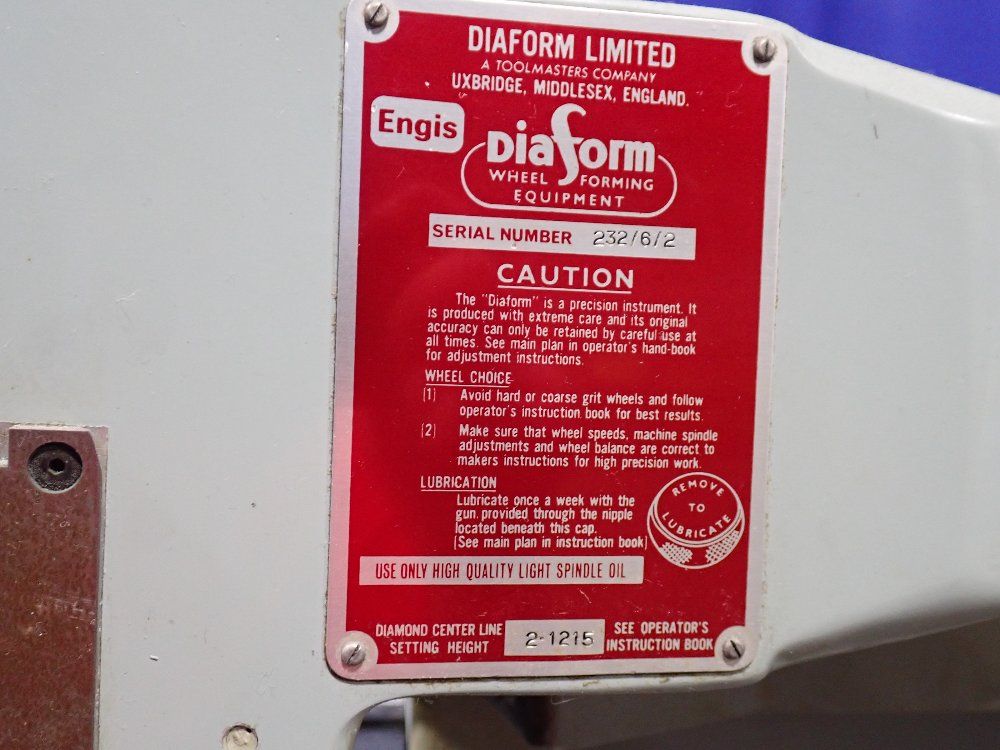 DIAFORM LIMITED
A TOOLMASTERS COMPANY
UXBRIDGE, MIDDLESEX, ENGLAND.
Engis
Diaform
WHEEL FORMING
EQUIPMENT
SERIAL NUMBER 232/6/2
CAUTION
The "Diaform" is a precision instrument. It
is produced with extreme care and its original
accuracy can only be retained by careful use at
all times. See main plan in operator's hand-book
for adjustment instructions.
WHEEL CHOICE
(1) Avoid hard or coarse grit wheels and follow
operator's instruction book for best results.
(2) Make sure that wheel speeds, machine spindle
adjustments and wheel balance are correct to
makers instructions for high precision work.
LUBRICATION
Lubricate once a week with the
gun provided through the nipple
located beneath this cap.
(See main plan in instruction book)
REMOVE
TO
LUBRICATE
USE ONLY HIGH QUALITY LIGHT SPINDLE OIL
DIAMOND CENTER LINE
SETTING HEIGHT
2-1215
SEE OPERATOR'S
INSTRUCTION BOOK